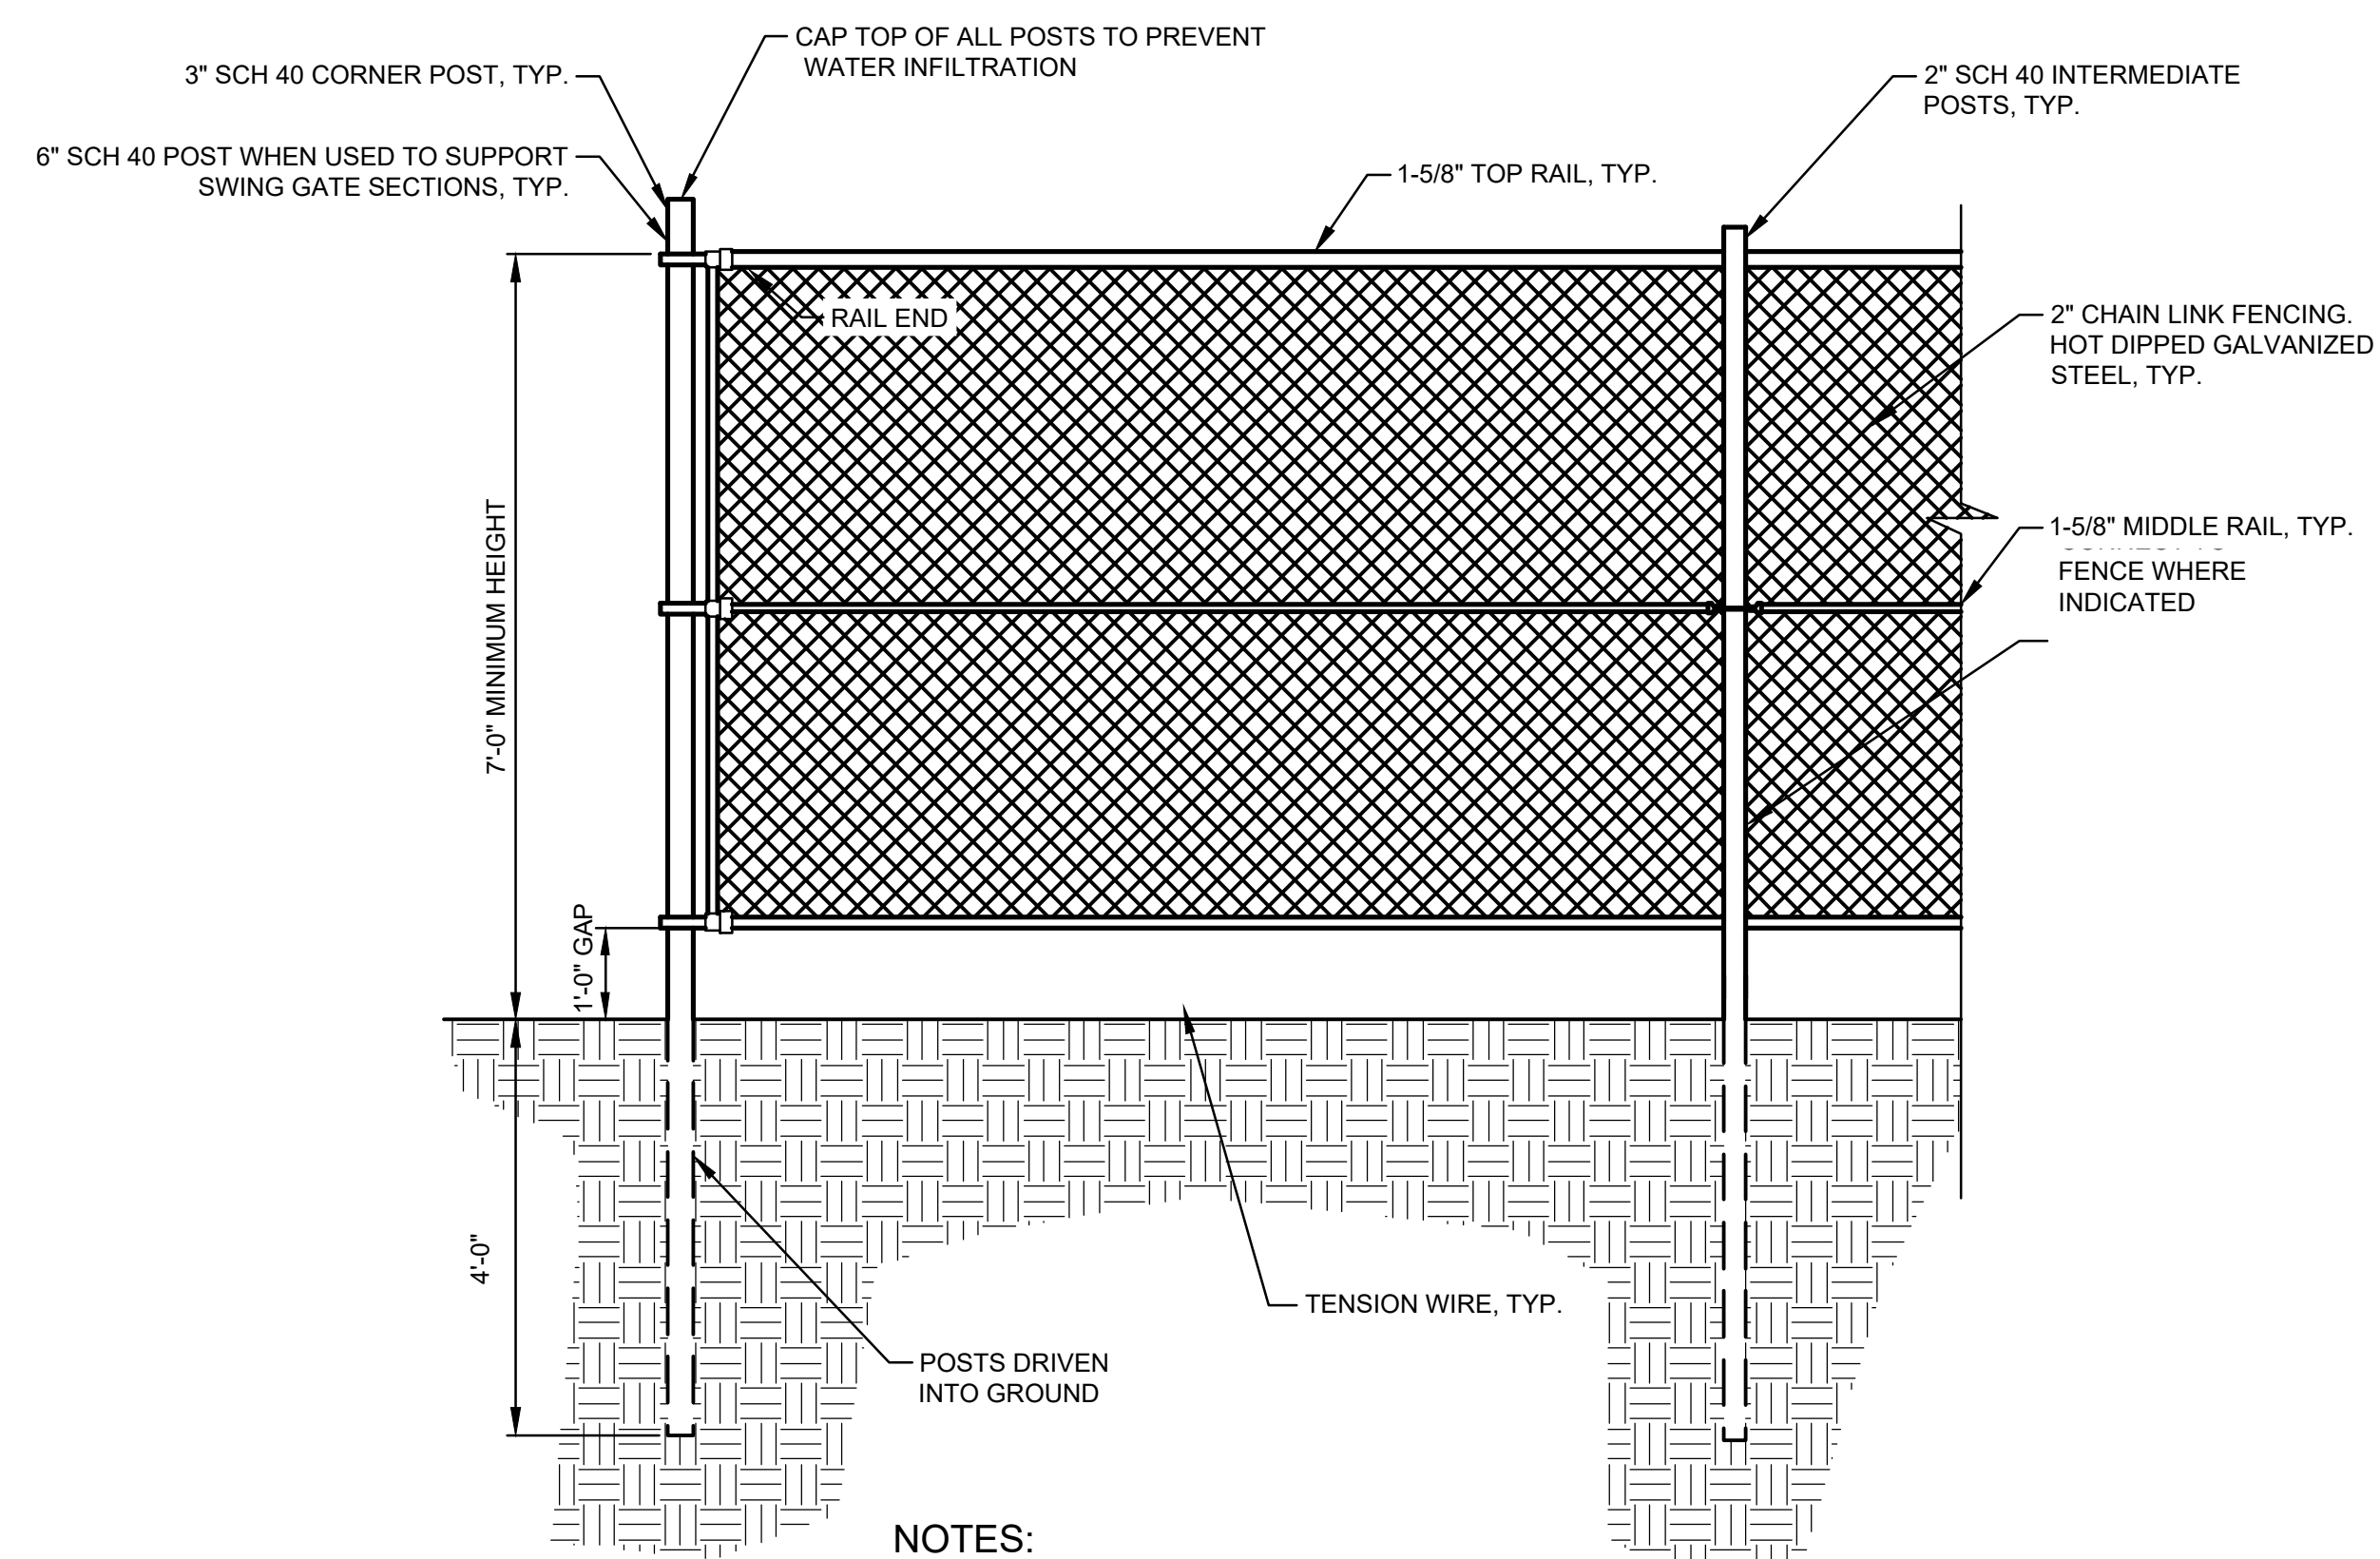 CAP TOP OF ALL POSTS TO PREVENT
WATER INFILTRATION
3" SCH 40 CORNER POST, TYP.
6" SCH 40 POST WHEN USED TO SUPPORT
SWING GATE SECTIONS, TYP.
2" SCH 40 INTERMEDIATE
POSTS, TYP.
1-5/8" TOP RAIL, TYP.
RAIL END
2" CHAIN LINK FENCING.
HOT DIPPED GALVANIZED
STEEL, TYP.
1-5/8" MIDDLE RAIL, TYP.
FENCE WHERE
INDICATED
7'-0" MINIMUM HEIGHT
1'-0" GAP
4'-0"
TENSION WIRE, TYP.
POSTS DRIVEN
INTO GROUND
NOTES: